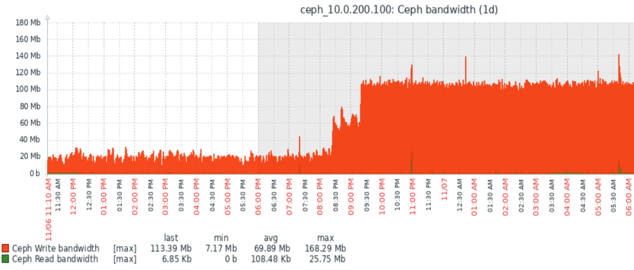 ceph_10.0.200.100: Ceph bandwidth (1d)
180 Mb
160 Mb
140 Mb
120 Mb
100 Mb
80 Mb
60 Mb
40 Mb
20 Mb
0 b
11/06 11:10 AM
11:30 AM
12:00 PM
12:30 PM
01:00 PM
01:30 PM
02:00 PM
02:30 PM
03:00 PM
03:30 PM
04:00 PM
04:30 PM
05:00 PM
05:30 PM
06:00 PM
06:30 PM
07:00 PM
07:30 PM
08:00 PM
08:30 PM
09:00 PM
09:30 PM
10:00 PM
10:30 PM
11:00 PM
11:30 PM
11/07
12:30 AM
01:00 AM
01:30 AM
02:00 AM
02:30 AM
03:00 AM
03:30 AM
04:00 AM
04:30 AM
05:00 AM
05:30 AM
06:00 AM
last min avg max
Ceph Write bandwidth [max] 113.39 Mb 7.17 Mb 69.89 Mb 168.29 Mb
Ceph Read bandwidth [max] 6.85 Kb 0 b 108.48 Kb 25.75 Mb